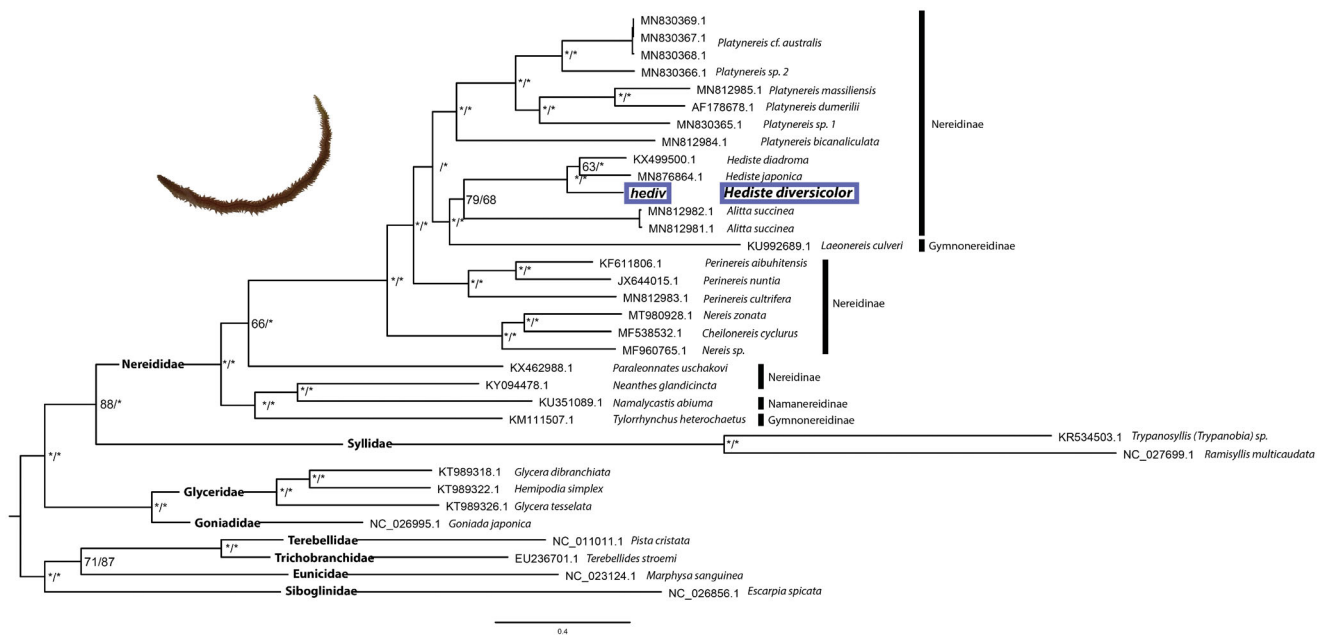 MN830369.1
MN830367.1
Platynereis cf. australis
MN830368.1
*/*
MN830366.1 Platynereis sp. 2
*/*
MN812985.1 Platynereis massiliensis
*/*
AF178678.1 Platynereis dumerilii
*/*
*/*
MN830365.1 Platynereis sp. 1
Nereidinae
MN812984.1 Platynereis bicanaliculata
KX499500.1 Hediste diadroma
/*
63/*
MN876864.1 Hediste japonica
*/*
hediv Hediste diversicolor
79/68
MN812982.1 Alitta succinea
*/*
*/*
MN812981.1 Alitta succinea
KU992689.1 Laeonereis culveri Gymnonereidinae
KF611806.1 Perinereis aibuhitensis
*/*
*/*
*/*
JX644015.1 Perinereis nuntia
MN812983.1 Perinereis cultrifera
Nereidinae
MT980928.1 Nereis zonata
*/*
66/*
*/*
MF538532.1 Cheilonereis cyclurus
MF960765.1 Nereis sp.
Nereididae
*/*
KX462988.1 Paraleonnates uschakovi
Nereidinae
KY094478.1 Neanthes glandicincta
*/*
*/*
KU351089.1 Namalycastis abiuma Namanereidinae
88/*
KM111507.1 Tylorrhynchus heterochaetus Gymnonereidinae
KR534503.1 Trypanosyllis (Trypanobia) sp.
Syllidae
*/*
NC_027699.1 Ramisyllis multicaudata
*/*
KT989318.1 Glycera dibranchiata
*/*
KT989322.1 Hemipodia simplex
Glyceridae
*/*
KT989326.1 Glycera tesselata
*/*
Goniadidae
NC_026995.1 Goniada japonica
Terebellidae
NC_011011.1 Pista cristata
*/*
Trichobranchidae
EU236701.1 Terebellides stroemi
71/87
Eunicidae
NC_023124.1 Marphysa sanguinea
*/*
Siboglinidae
NC_026856.1 Escarpia spicata
0.4